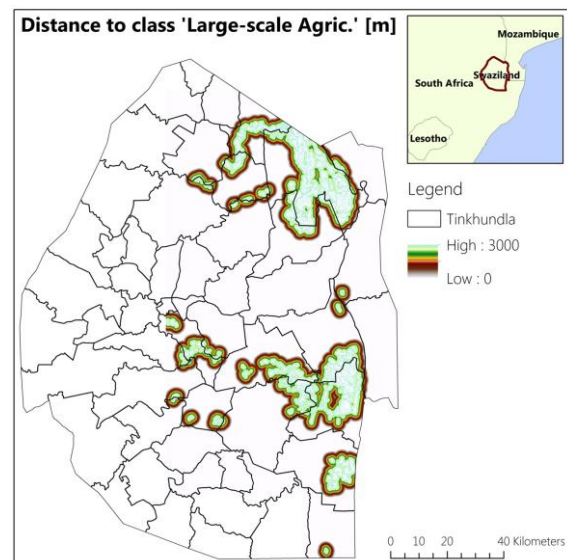 Distance to class 'Large-scale Agric.' [m]
Mozambique
Swaziland
South Africa
Lesotho
Legend
Tinkhundla
High : 3000
Low : 0
0 10 20 40 Kilometers